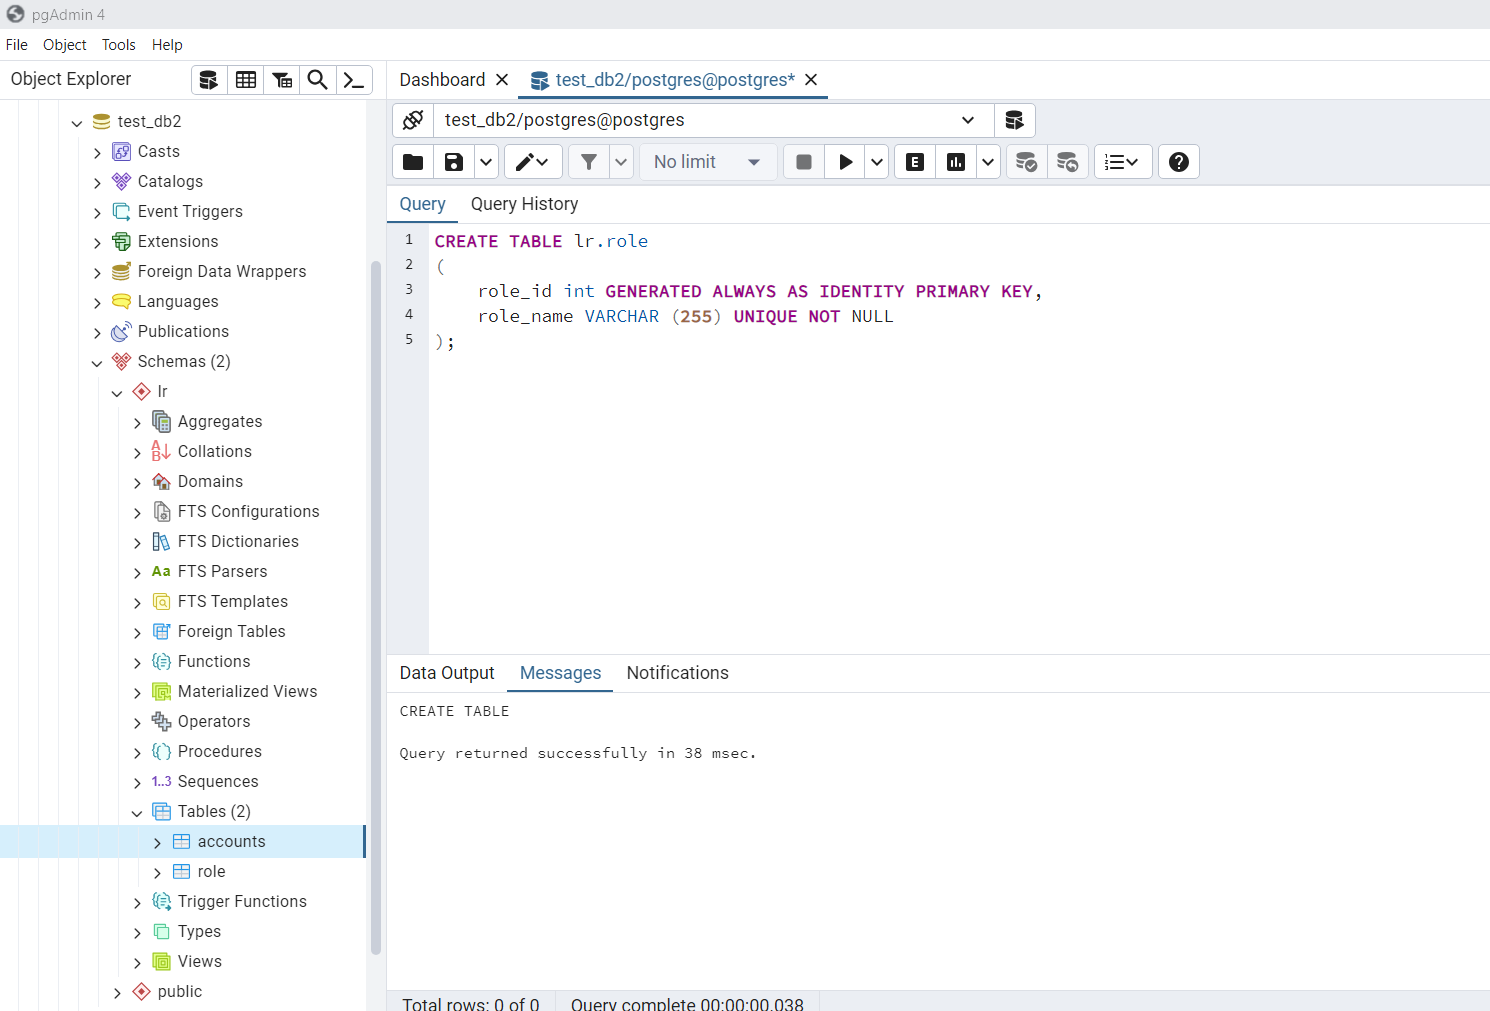 pgAdmin 4
File Object Tools Help
Object Explorer
test_db2
Casts
Catalogs
Event Triggers
Extensions
Foreign Data Wrappers
Languages
Publications
Schemas (2)
lr
Aggregates
Collations
Domains
FTS Configurations
FTS Dictionaries
Aa FTS Parsers
FTS Templates
Foreign Tables
Functions
Materialized Views
Operators
Procedures
1..3 Sequences
Tables (2)
accounts
role
Trigger Functions
Types
Views
public
Dashboard test_db2/postgres@postgres*
test_db2/postgres@postgres
No limit E
Query Query History
1 CREATE TABLE lr.role
2 (
3 role_id int GENERATED ALWAYS AS IDENTITY PRIMARY KEY,
4 role_name VARCHAR (255) UNIQUE NOT NULL
5 );
Data Output Messages Notifications
CREATE TABLE
Query returned successfully in 38 msec.
Total rows: 0 of 0 Query complete 00:00:00.038